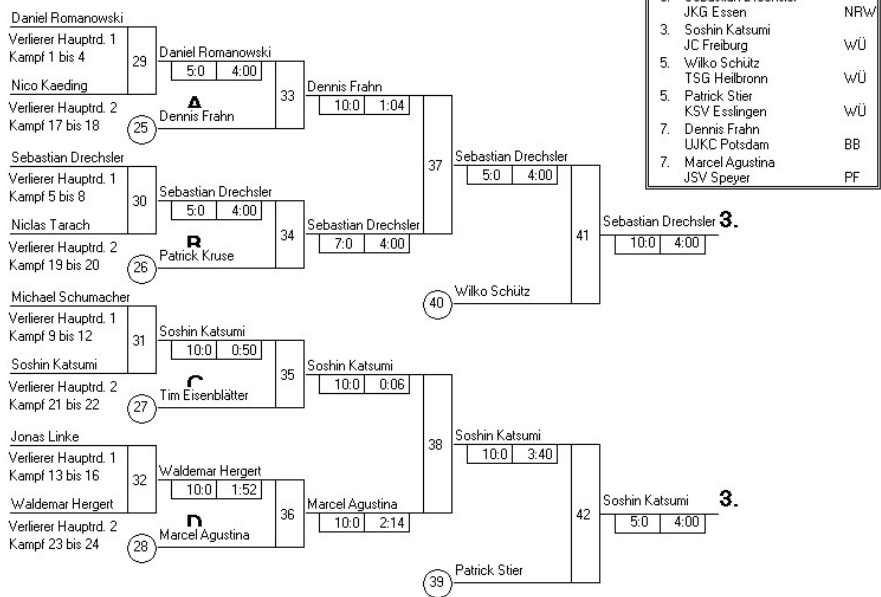 Daniel Romanowski
Verlierer Hauptrd. 1
Kampf 1 bis 4
29
Daniel Romanowski
5:0 4:00
Nico Kaeding
A
33
Dennis Frahn
10:0 1:04
Verlierer Hauptrd. 2
Kampf 17 bis 18
25
Dennis Frahn
37
Sebastian Drechsler
5:0 4:00
Sebastian Drechsler
Verlierer Hauptrd. 1
Kampf 5 bis 8
30
Sebastian Drechsler
5:0 4:00
Niclas Tarach
B
34
Sebastian Drechsler
7:0 4:00
Verlierer Hauptrd. 2
Kampf 19 bis 20
26
Patrick Kruse
41
Sebastian Drechsler 3.
10:0 4:00
40
Wilko Schütz
Michael Schumacher
Verlierer Hauptrd. 1
Kampf 9 bis 12
31
Soshin Katsumi
10:0 0:50
Soshin Katsumi
C
35
Soshin Katsumi
10:0 0:06
Verlierer Hauptrd. 2
Kampf 21 bis 22
27
Tim Eisenblätter
38
Soshin Katsumi
10:0 3:40
Jonas Linke
Verlierer Hauptrd. 1
Kampf 13 bis 16
32
Waldemar Hergert
10:0 1:52
Waldemar Hergert
D
36
Marcel Agustina
10:0 2:14
Verlierer Hauptrd. 2
Kampf 23 bis 24
28
Marcel Agustina
42
Soshin Katsumi 3.
5:0 4:00
39
Patrick Stier
3. Sebastian Drechsler
JKG Essen NRW
3. Soshin Katsumi
JC Freiburg WÜ
5. Wilko Schütz
TSG Heilbronn WÜ
5. Patrick Stier
KSV Esslingen WÜ
7. Dennis Frahn
UJKC Potsdam BB
7. Marcel Agustina
JSV Speyer PF